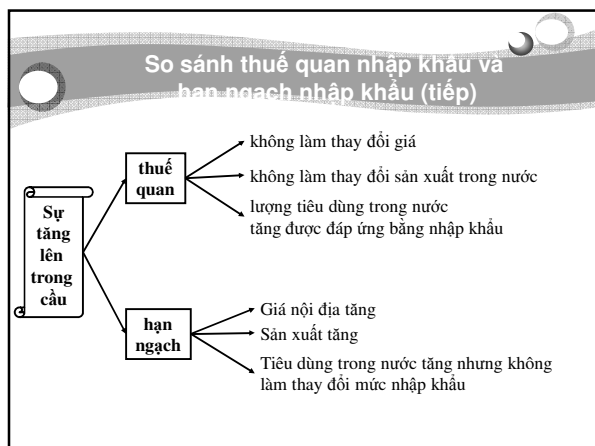 So sánh thuế quan nhập khẩu và
hạn ngạch nhập khẩu (tiếp)
Sự
tăng
lên
trong
cầu
thuế
quan
không làm thay đổi giá
không làm thay đổi sản xuất trong nước
lượng tiêu dùng trong nước
tăng được đáp ứng bằng nhập khẩu
hạn
ngạch
Giá nội địa tăng
Sản xuất tăng
Tiêu dùng trong nước tăng nhưng không
làm thay đổi mức nhập khẩu